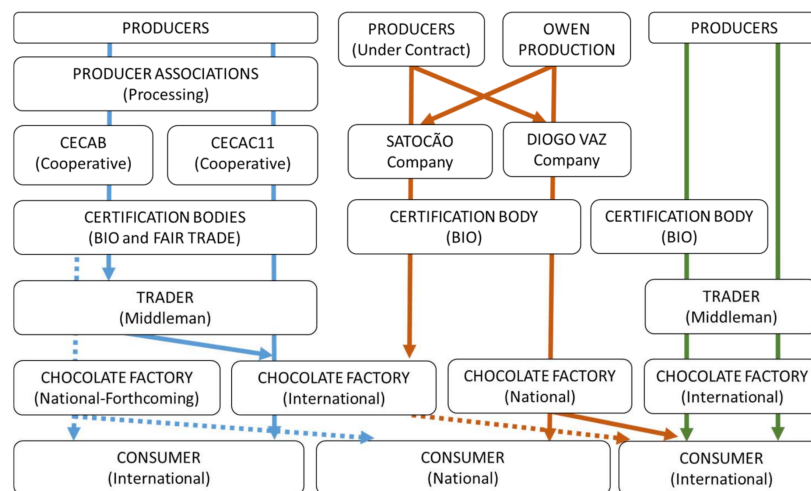 PRODUCERS
PRODUCERS
(Under Contract)
OWEN
PRODUCTION
PRODUCERS
PRODUCER ASSOCIATIONS
(Processing)
CECAB
(Cooperative)
CECAC11
(Cooperative)
SATOCÃO
Company
DIOGO VAZ
Company
CERTIFICATION BODIES
(BIO and FAIR TRADE)
CERTIFICATION BODY
(BIO)
CERTIFICATION BODY
(BIO)
TRADER
(Middleman)
TRADER
(Middleman)
CHOCOLATE FACTORY
(National-Forthcoming)
CHOCOLATE FACTORY
(International)
CHOCOLATE FACTORY
(National)
CHOCOLATE FACTORY
(International)
CONSUMER
(International)
CONSUMER
(National)
CONSUMER
(International)